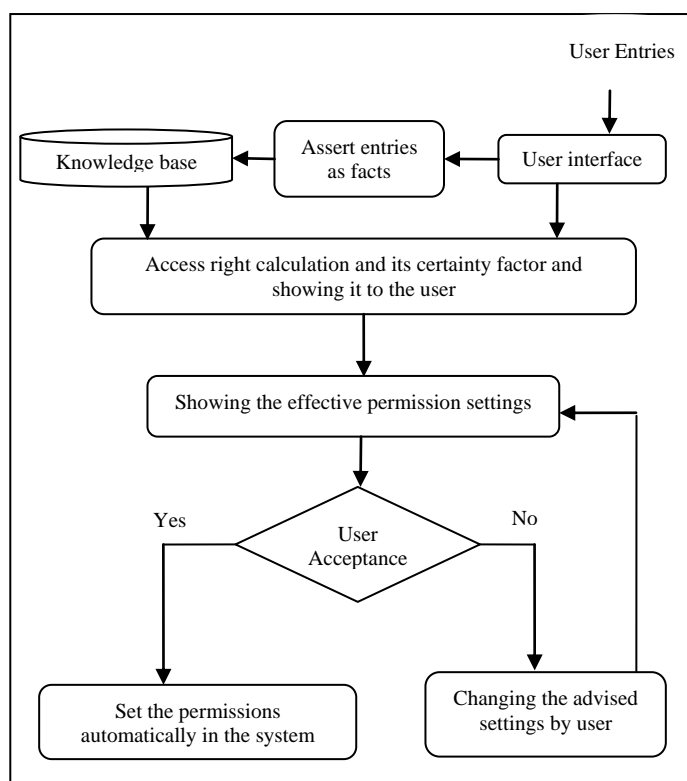 User Entries
Knowledge base
Assert entries
as facts
User interface
Access right calculation and its certainty factor and
showing it to the user
Showing the effective permission settings
Yes
User
Acceptance
No
Set the permissions
automatically in the system
Changing the advised
settings by user